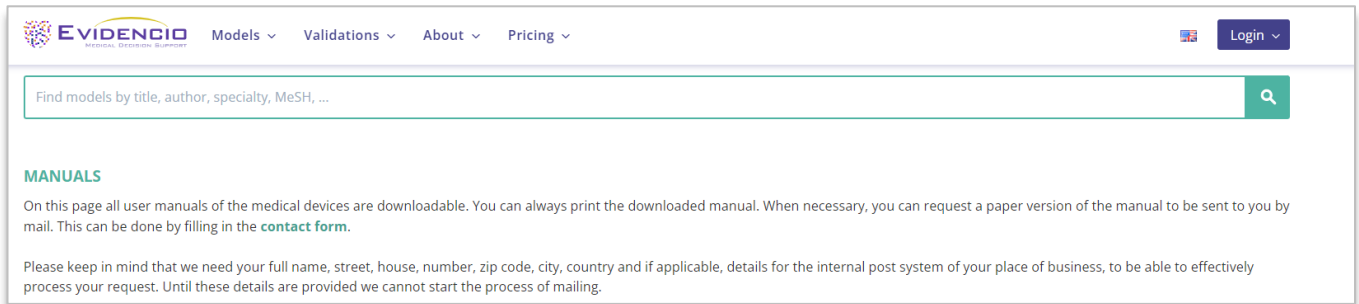 EVIDENCIO
MEDICAL DECISION SUPPORT
Models
Validations
About
Pricing
Login
Find models by title, author, specialty, MeSH, ...
MANUALS
On this page all user manuals of the medical devices are downloadable. You can always print the downloaded manual. When necessary, you can request a paper version of the manual to be sent to you by
mail. This can be done by filling in the contact form.
Please keep in mind that we need your full name, street, house, number, zip code, city, country and if applicable, details for the internal post system of your place of business, to be able to effectively
process your request. Until these details are provided we cannot start the process of mailing.